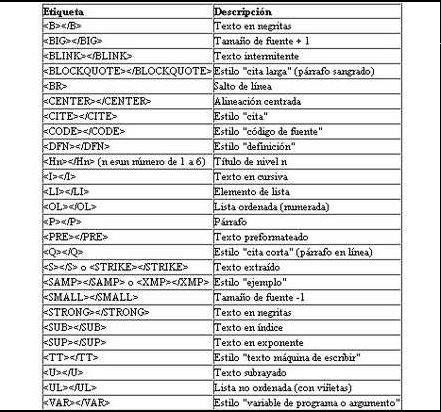 Etiqueta Descripción
<B></B> Texto en negritas
<BIG></BIG> Tamaño de fuente + 1
<BLINK></BLINK> Texto intermitente
<BLOCKQUOTE></BLOCKQUOTE> Estilo "cita larga" (párrafo sangrado)
<BR> Salto de línea
<CENTER></CENTER> Alineación centrada
<CITE></CITE> Estilo "cita"
<CODE></CODE> Estilo "código de fuente"
<DFN></DFN> Estilo "definición"
<Hn></Hn> (n esun número de 1 a 6) Título de nivel n
<I></I> Texto en cursiva
<LI></LI> Elemento de lista
<OL></OL> Lista ordenada (numerada)
<P></P> Párrafo
<PRE></PRE> Texto preformateado
<Q></Q> Estilo "cita corta" (párrafo en línea)
<S></S> o <STRIKE></STRIKE> Texto extraído
<SAMP></SAMP> o <XMP></XMP> Estilo "ejemplo"
<SMALL></SMALL> Tamaño de fuente -1
<STRONG></STRONG> Texto en negritas
<SUB></SUB> Texto en índice
<SUP></SUP> Texto en exponente
<TT></TT> Estilo "texto máquina de escribir"
<U></U> Texto subrayado
<UL></UL> Lista no ordenada (con viñetas)
<VAR></VAR> Estilo "variable de programa o argumento"